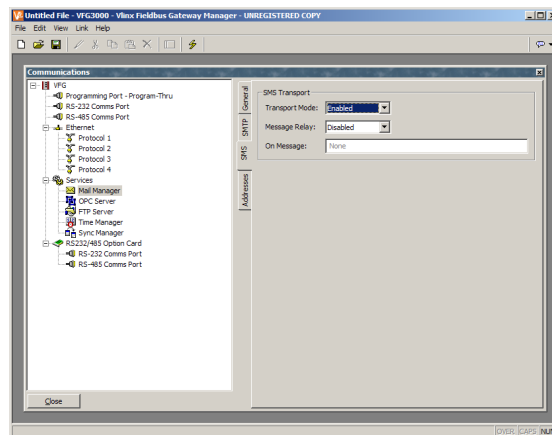 Untitled File - VFG3000 - Vlinx Fieldbus Gateway Manager - UNREGISTERED COPY
File Edit View Link Help
Communications
VFG
Programming Port - Program-Thru
RS-232 Comms Port
RS-485 Comms Port
Ethernet
Protocol 1
Protocol 2
Protocol 3
Protocol 4
Services
Mail Manager
OPC Server
FTP Server
Time Manager
Sync Manager
RS232/485 Option Card
RS-232 Comms Port
RS-485 Comms Port
General
SMTP
SMS
Addresses
SMS Transport
Transport Mode: Enabled
Message Relay: Disabled
On Message: None
Close
OVER CAPS NUM